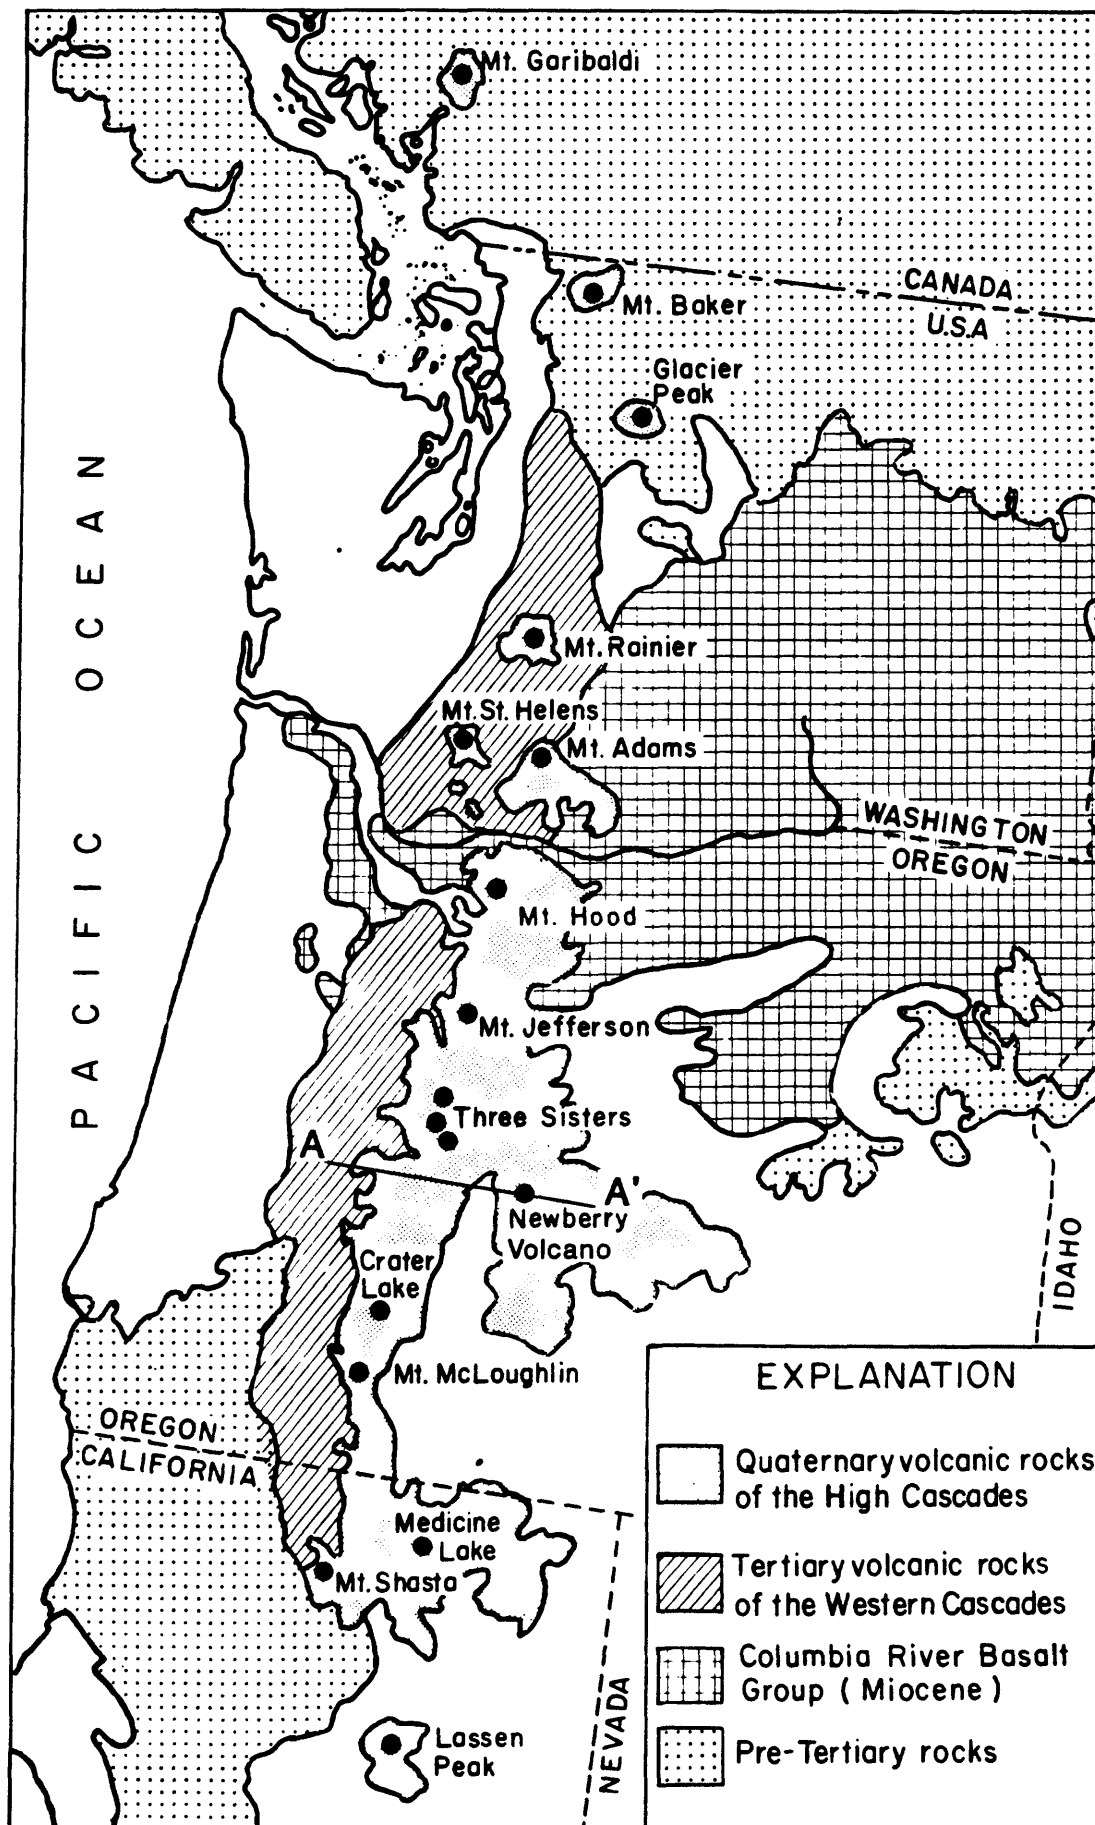 Mt. Garibaldi
CANADA
U.S.A
Mt. Baker
Glacier
Peak
PACIFIC OCEAN
Mt. Rainier
Mt. St. Helens
Mt. Adams
WASHINGTON
OREGON
Mt. Hood
Mt. Jefferson
Three Sisters
A
A'
Newberry
Volcano
Crater
Lake
IDAHO
Mt. McLoughlin
OREGON
CALIFORNIA
Medicine
Lake
Mt. Shasta
NEVADA
Lassen
Peak
EXPLANATION
Quaternary volcanic rocks
of the High Cascades
Tertiary volcanic rocks
of the Western Cascades
Columbia River Basalt
Group ( Miocene )
Pre-Tertiary rocks